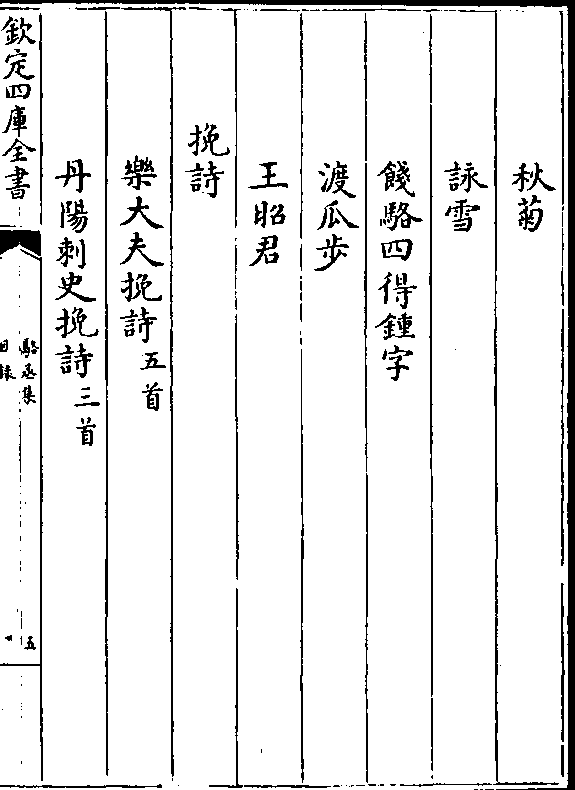 秋菊
詠雪
餞駱四得鍾字
渡瓜步
王昭君
挽詩
樂大夫挽詩五首
丹陽刺史挽詩三首
欽定四庫全書
駱丞集
目錄
五